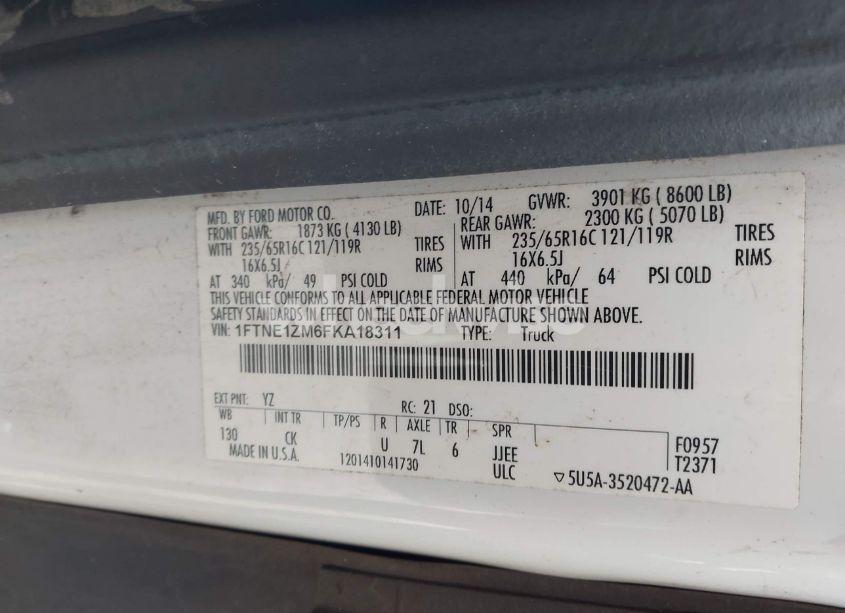 MFD. BY FORD MOTOR CO. DATE: 10/14 GVWR: 3901 KG ( 8600 LB)
FRONT GAWR: 1873 KG ( 4130 LB) REAR GAWR: 2300 KG ( 5070 LB)
WITH 235/65R16C 121/119R TIRES WITH 235/65R16C 121/119R TIRES
16X6.5J RIMS 16X6.5J RIMS
AT 340 kPa/ 49 PSI COLD AT 440 kPa/ 64 PSI COLD
THIS VEHICLE CONFORMS TO ALL APPLICABLE FEDERAL MOTOR VEHICLE
SAFETY STANDARDS IN EFFECT ON THE DATE OF MANUFACTURE SHOWN ABOVE.
VIN: 1FTNE1ZM6FKA18311 TYPE: Truck
EXT PNT: YZ RC: 21 DSO:
WB INT TR TP/PS R AXLE TR SPR
130 CK U 7L 6 JJEE F0957
MADE IN U.S.A. 1201410141730 ULC T2371
▽5U5A-3520472-AA